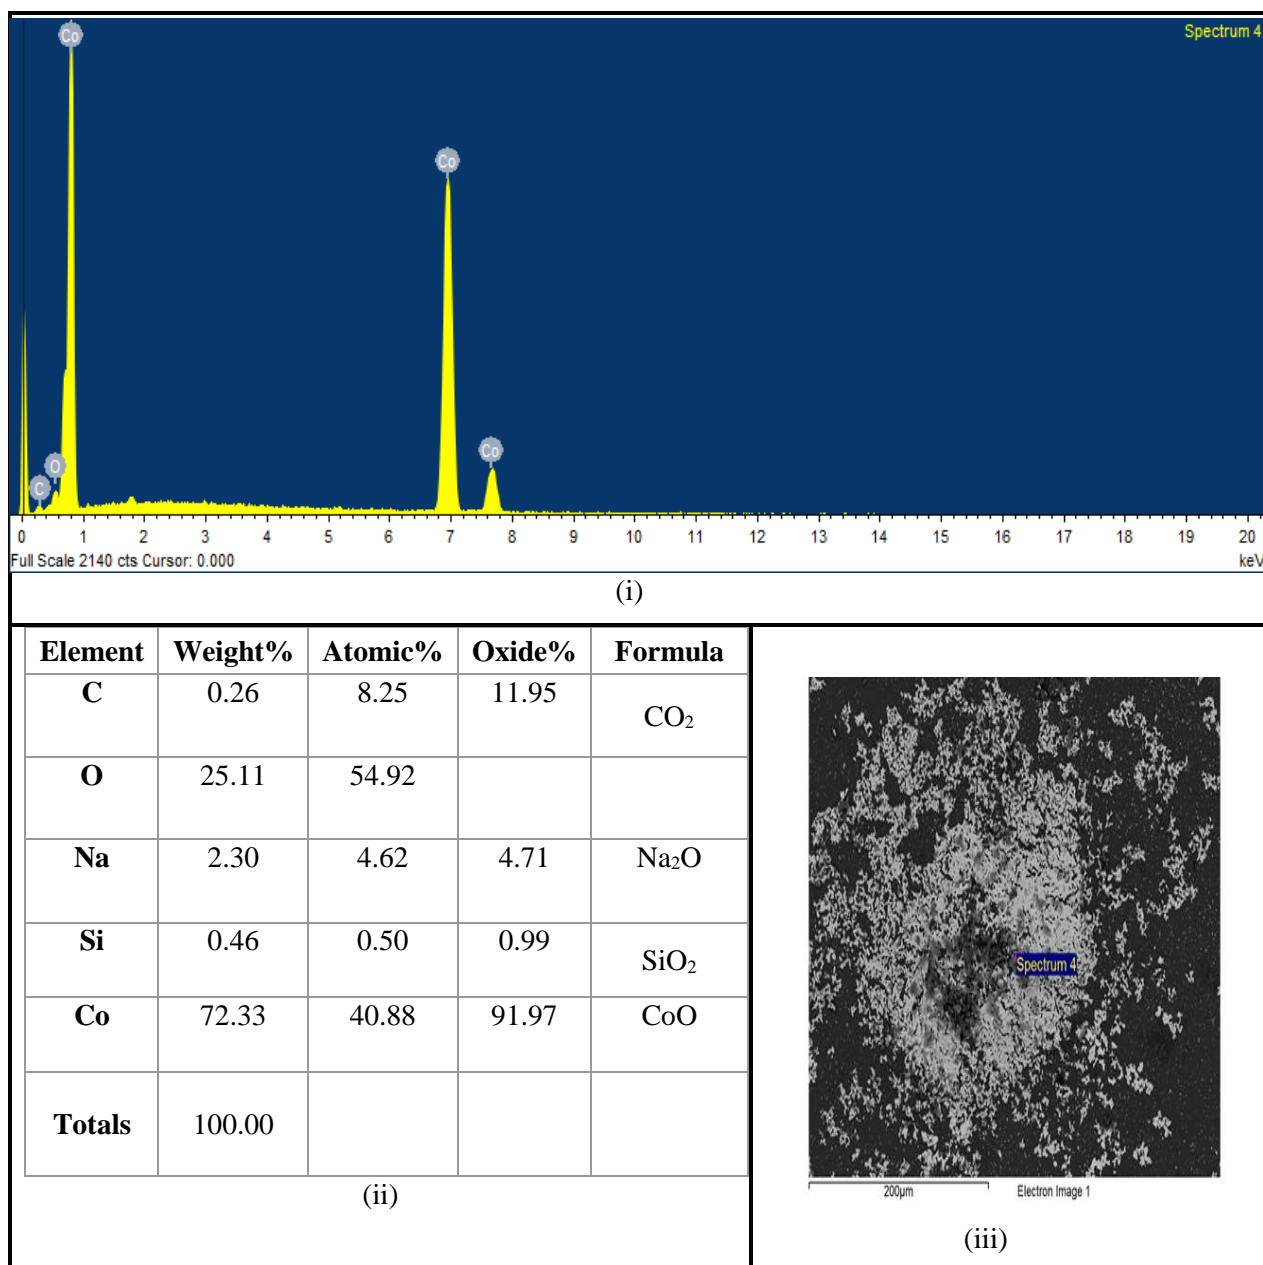 Spectrum 4
Co
Co
Co
O
C
0 1 2 3 4 5 6 7 8 9 10 11 12 13 14 15 16 17 18 19 20
Full Scale 2140 cts Cursor: 0.000 keV
(i)
Element Weight% Atomic% Oxide% Formula
C 0.26 8.25 11.95 CO₂
O 25.11 54.92
Na 2.30 4.62 4.71 Na₂O
Si 0.46 0.50 0.99 SiO₂
Co 72.33 40.88 91.97 CoO
Totals 100.00
(ii)
Spectrum 4
200µm Electron Image 1
(iii)